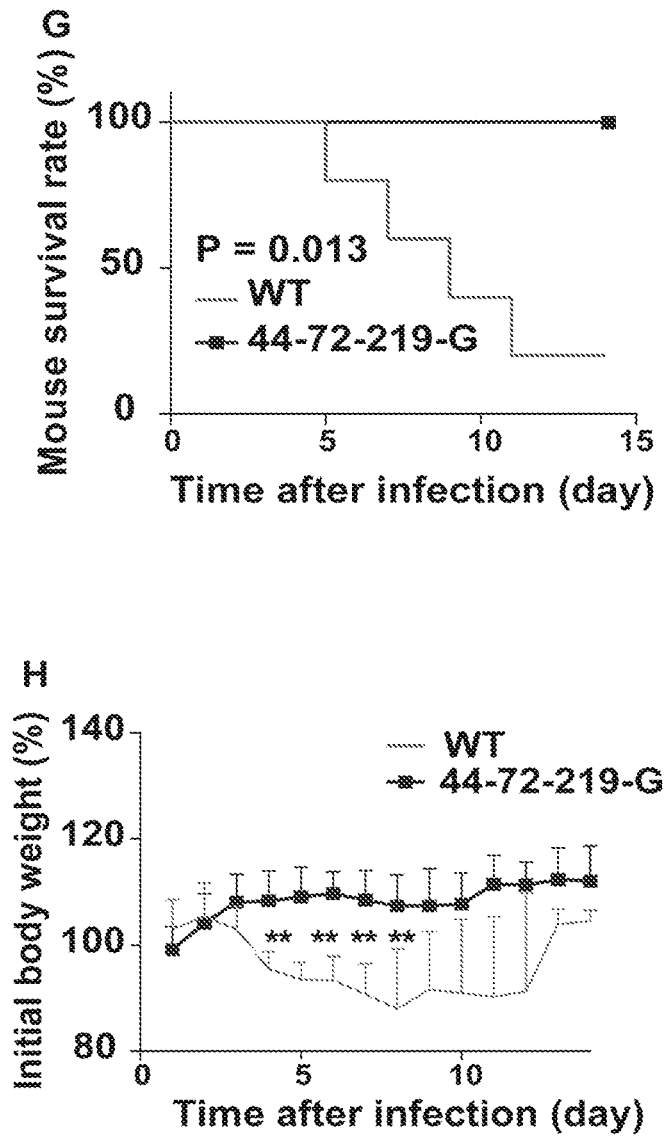 G
Mouse survival rate (%)
100
50
0
P = 0.013
WT
44-72-219-G
0 5 10 15
Time after infection (day)
H
Initial body weight (%)
140
120
100
80
WT
44-72-219-G
** ** ** **
0 5 10
Time after infection (day)